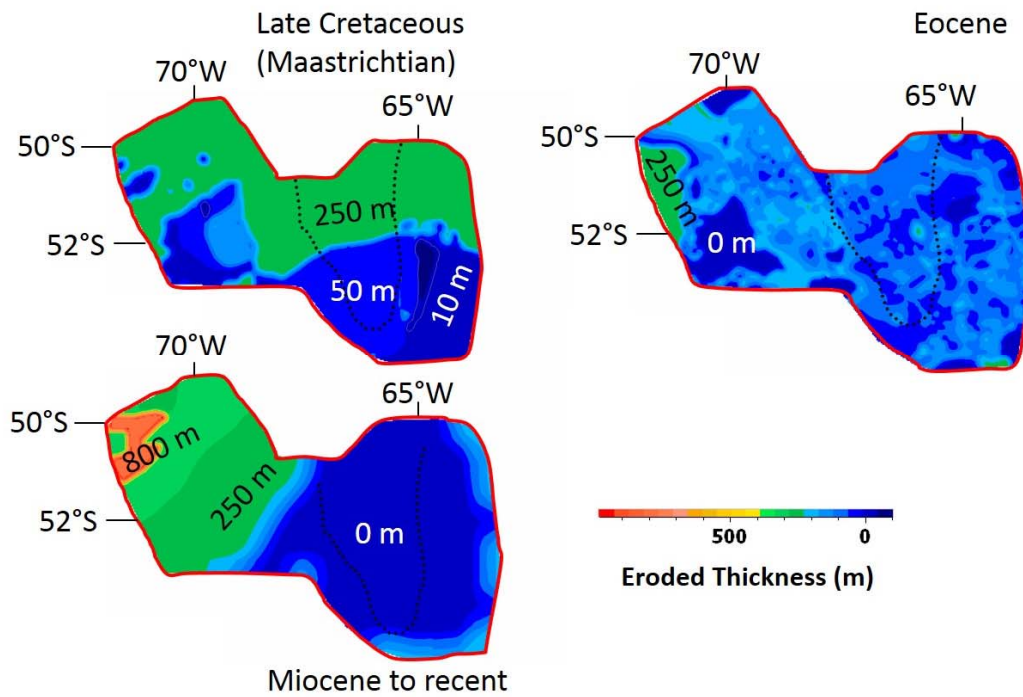 Late Cretaceous
(Maastrichtian)
70°W
65°W
50°S
52°S
250 m
50 m
10 m
Eocene
70°W
65°W
50°S
52°S
250 m
0 m
70°W
65°W
50°S
52°S
800 m
250 m
0 m
Miocene to recent
500 0
Eroded Thickness (m)